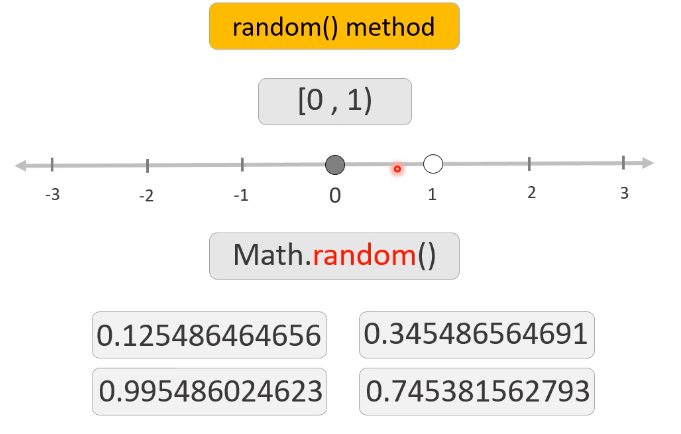 random() method
[0 , 1)
-3 -2 -1 0 1 2 3
Math.random()
0.125486464656 0.345486564691
0.995486024623 0.745381562793